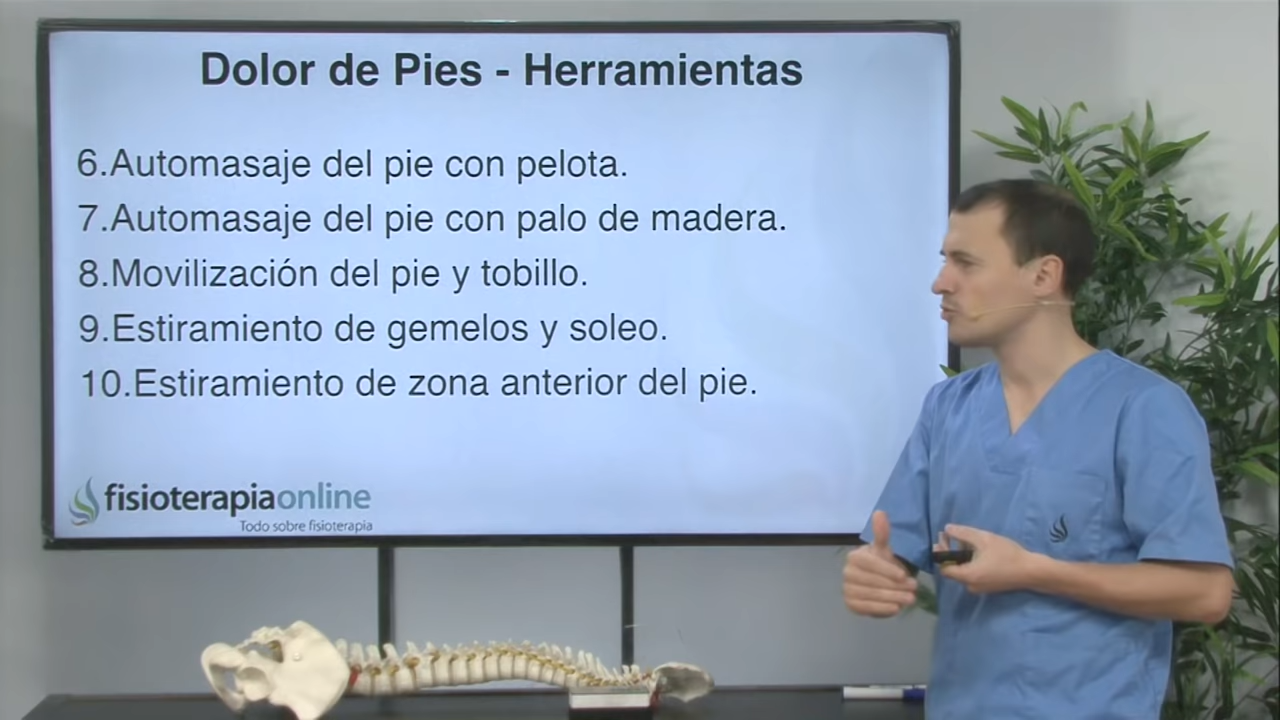 Dolor de Pies - Herramientas
6.Automasaje del pie con pelota.
7.Automasaje del pie con palo de madera.
8.Movilización del pie y tobillo.
9.Estiramiento de gemelos y soleo.
10.Estiramiento de zona anterior del pie.
fisioterapiaonline
Todo sobre fisioterapia